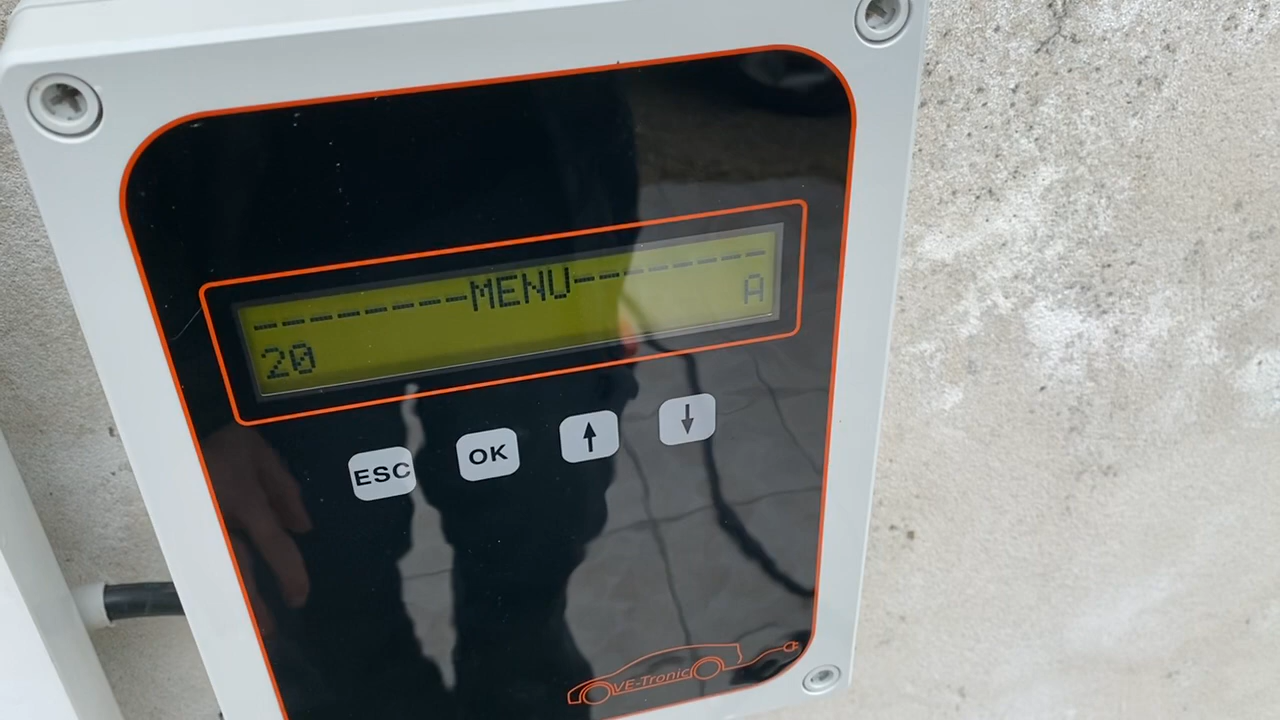 --------MENU--------
20 A
ESC OK ↑ ↓
VE-Tronic